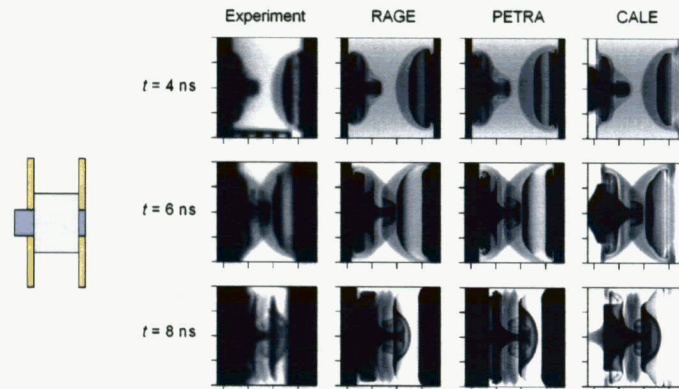 Experiment RAGE PETRA CALE
t = 4 ns
t = 6 ns
t = 8 ns